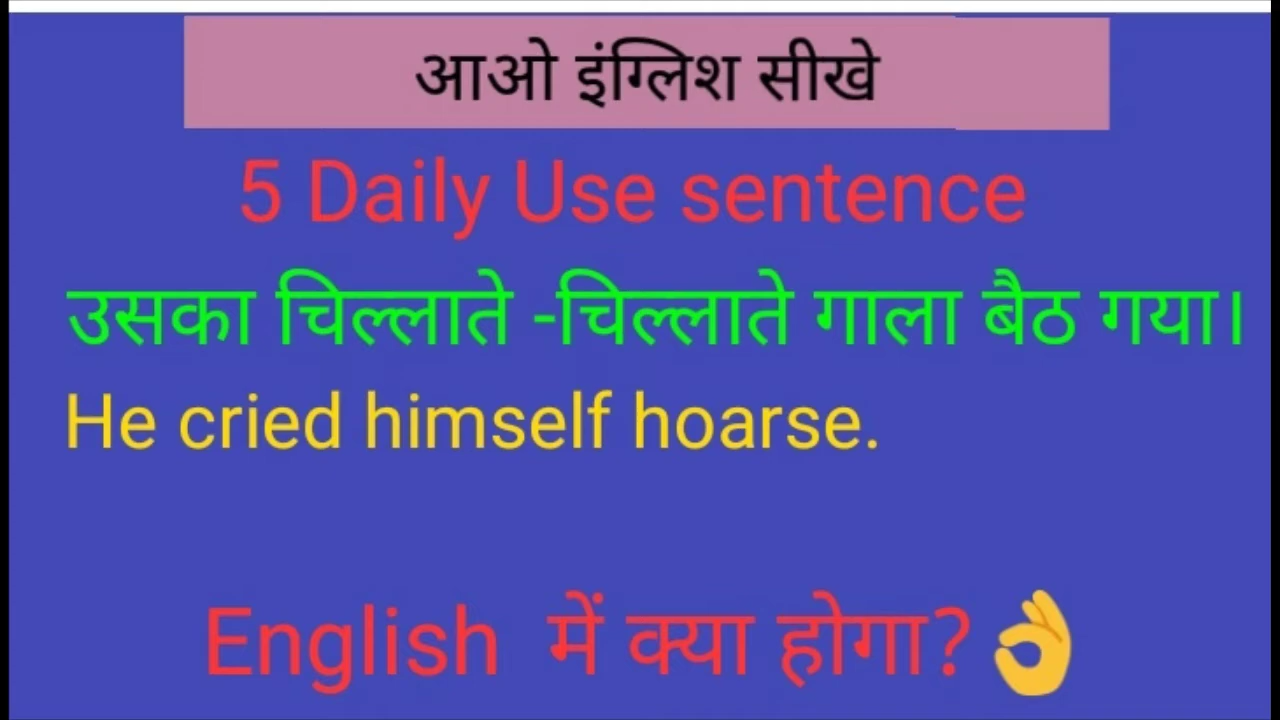 आओ इंग्लिश सीखे
5 Daily Use sentence
उसका चिल्लाते -चिल्लाते गाला बैठ गया।
He cried himself hoarse.
English में क्या होगा?👌